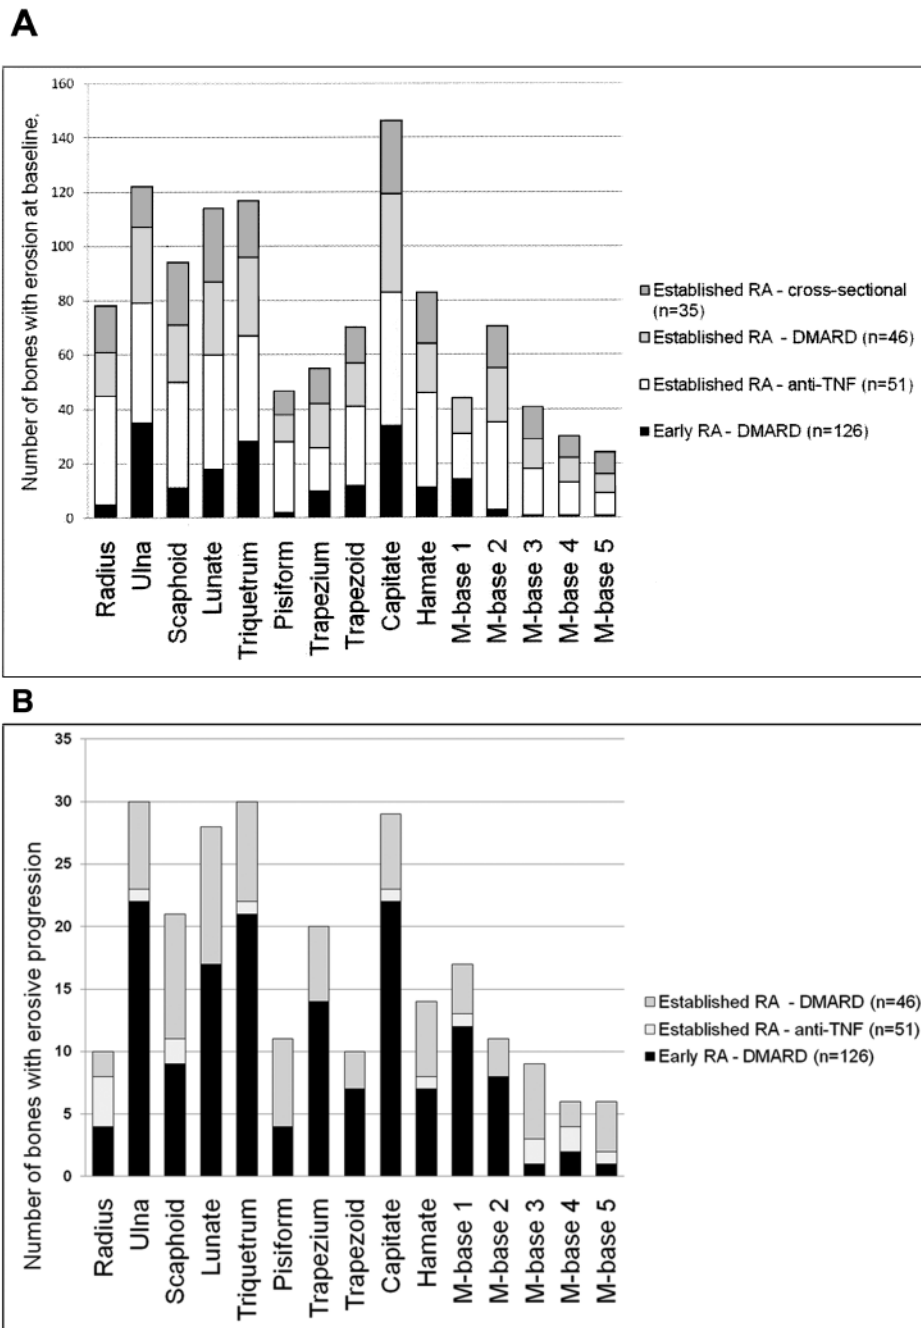 A
Number of bones with erosion at baseline.
160
140
120
100
80
60
40
20
0
Radius
Ulna
Scaphoid
Lunate
Triquetrum
Pisiform
Trapezium
Trapezoid
Capitate
Hamate
M-base 1
M-base 2
M-base 3
M-base 4
M-base 5
Established RA - cross-sectional
(n=35)
Established RA - DMARD (n=46)
Established RA - anti-TNF (n=51)
Early RA - DMARD (n=126)
B
Number of bones with erosive progression
35
30
25
20
15
10
5
0
Radius
Ulna
Scaphoid
Lunate
Triquetrum
Pisiform
Trapezium
Trapezoid
Capitate
Hamate
M-base 1
M-base 2
M-base 3
M-base 4
M-base 5
Established RA - DMARD (n=46)
Established RA - anti-TNF (n=51)
Early RA - DMARD (n=126)